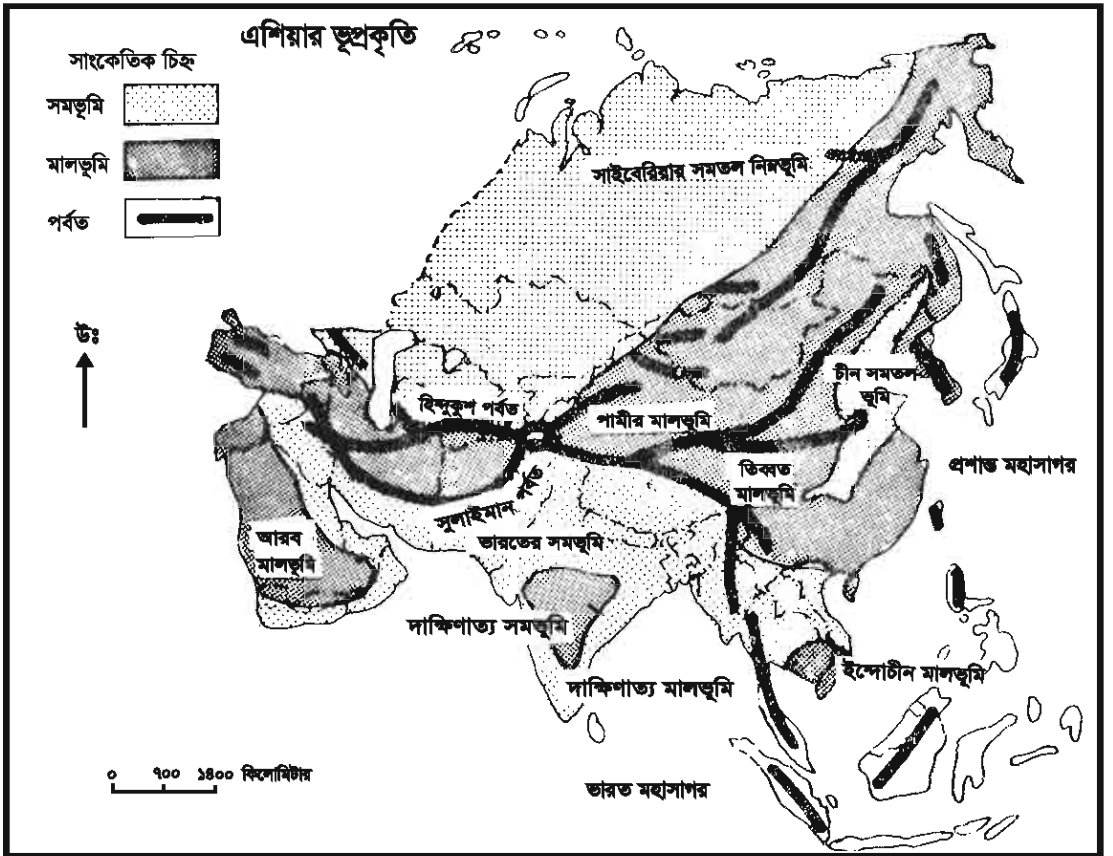 এশিয়ার ভূপ্রকৃতি
সাংকেতিক চিহ্ন
সমভূমি
মালভূমি
পর্বত
উঃ
সাইবেরিয়ার সমতল নিম্নভূমি
হিন্দুকুশ পর্বত
পামীর মালভূমি
চীন সমতল
ভূমি
তিব্বত
মালভূমি
প্রশান্ত মহাসাগর
সুলাইমান পর্বত
আরব
মালভূমি
ভারতের সমভূমি
দাক্ষিণাত্য সমভূমি
দাক্ষিণাত্য মালভূমি
ইন্দোচীন মালভূমি
০ ৭০০ ১৪০০ কিলোমিটার
ভারত মহাসাগর